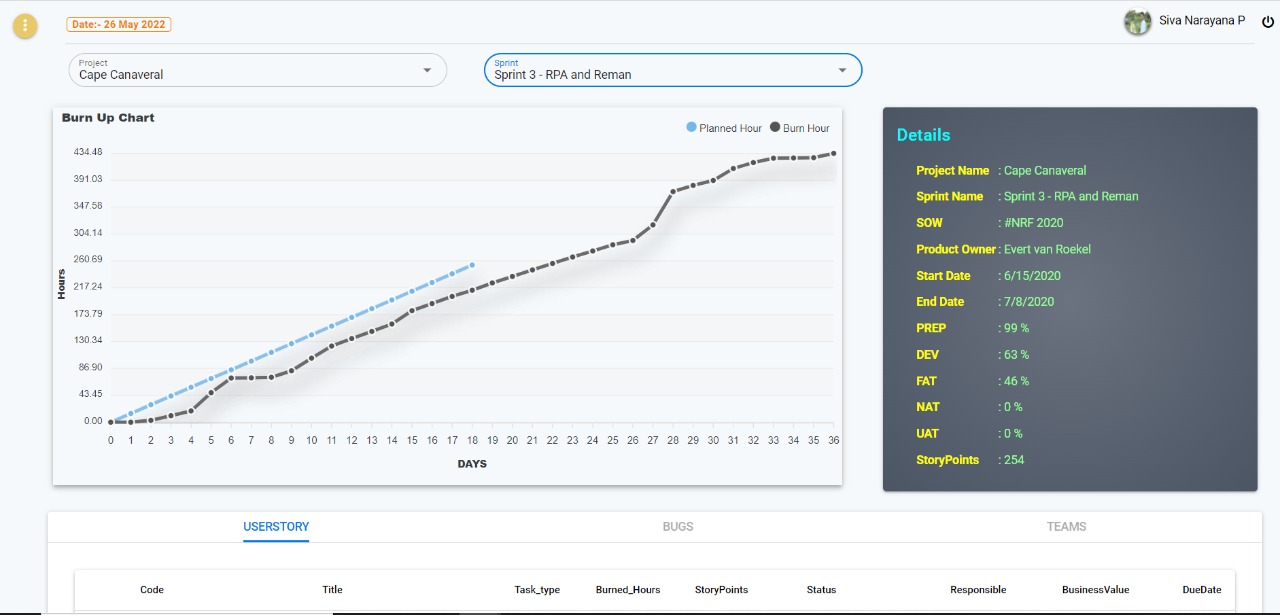 Date:- 26 May 2022
Siva Narayana P
Project
Cape Canaveral
Sprint
Sprint 3 - RPA and Reman
Burn Up Chart
Planned Hour Burn Hour
434.48
391.03
347.58
304.14
260.69
217.24
173.79
130.34
86.90
43.45
0.00
Hours
0 1 2 3 4 5 6 7 8 9 10 11 12 13 14 15 16 17 18 19 20 21 22 23 24 25 26 27 28 29 30 31 32 33 34 35 36
DAYS
Details
Project Name : Cape Canaveral
Sprint Name : Sprint 3 - RPA and Reman
SOW : #NRF 2020
Product Owner : Evert van Roekel
Start Date : 6/15/2020
End Date : 7/8/2020
PREP : 99 %
DEV : 63 %
FAT : 46 %
NAT : 0 %
UAT : 0 %
StoryPoints : 254
USERSTORY BUGS TEAMS
Code Title Task_type Burned_Hours StoryPoints Status Responsible BusinessValue DueDate